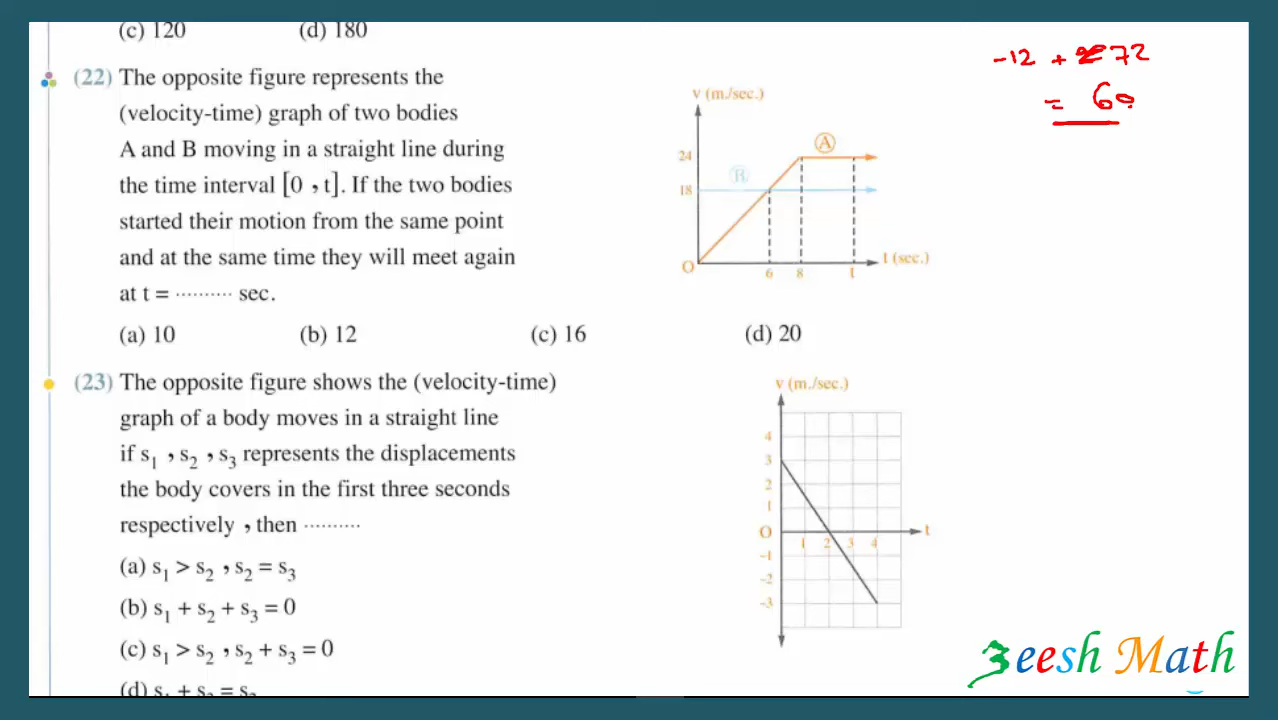 (c) 120 (d) 180
-12 + 72
= 60
(22) The opposite figure represents the
(velocity-time) graph of two bodies
A and B moving in a straight line during
the time interval [0 , t]. If the two bodies
started their motion from the same point
and at the same time they will meet again
at t = ·········· sec.
v (m./sec.)
A
24
B
18
O
6 8 t
t (sec.)
(a) 10 (b) 12 (c) 16 (d) 20
(23) The opposite figure shows the (velocity-time)
graph of a body moves in a straight line
if s₁ , s₂ , s₃ represents the displacements
the body covers in the first three seconds
respectively , then ··········
(a) s₁ > s₂ , s₂ = s₃
(b) s₁ + s₂ + s₃ = 0
(c) s₁ > s₂ , s₂ + s₃ = 0
v (m./sec.)
4
3
2
1
O
1 2 3 4
t
-1
-2
-3
Zeesh Math